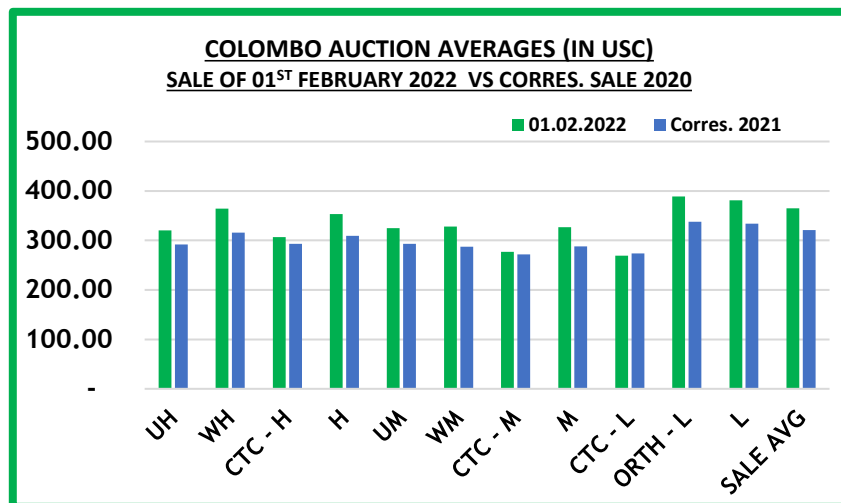 COLOMBO AUCTION AVERAGES (IN USC)
SALE OF 01ST FEBRUARY 2022 VS CORRES. SALE 2020
01.02.2022 Corres. 2021
500.00
400.00
300.00
200.00
100.00
-
UH WH CTC - H H UM WM CTC - M M CTC - L ORTH - L L SALE AVG